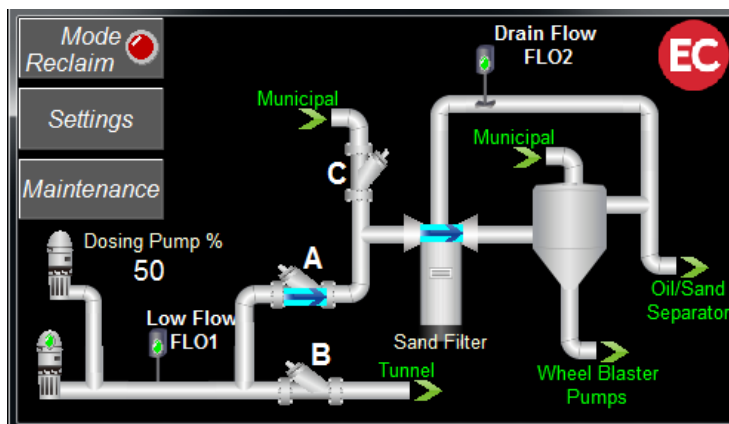 Mode
Reclaim
Settings
Maintenance
Drain Flow
FLO2
EC
Municipal
Municipal
C
Dosing Pump %
50
A
Low Flow
FLO1
B
Sand Filter
Tunnel
Oil/Sand
Separator
Wheel Blaster
Pumps